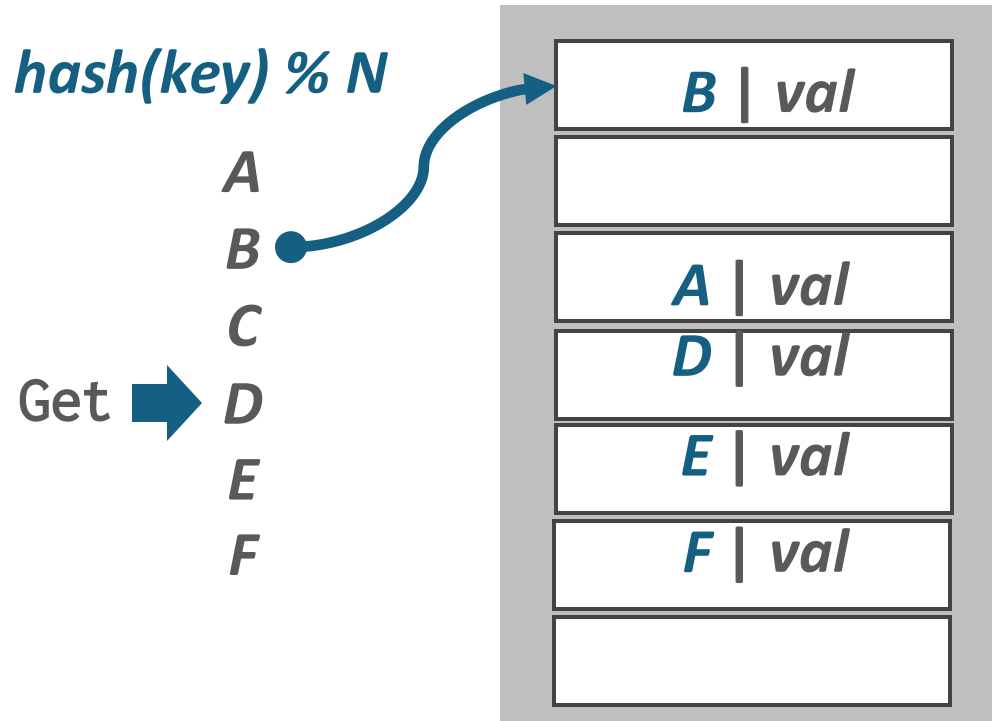 hash(key) % N
A
B
C
Get D
E
F
B | val
A | val
D | val
E | val
F | val